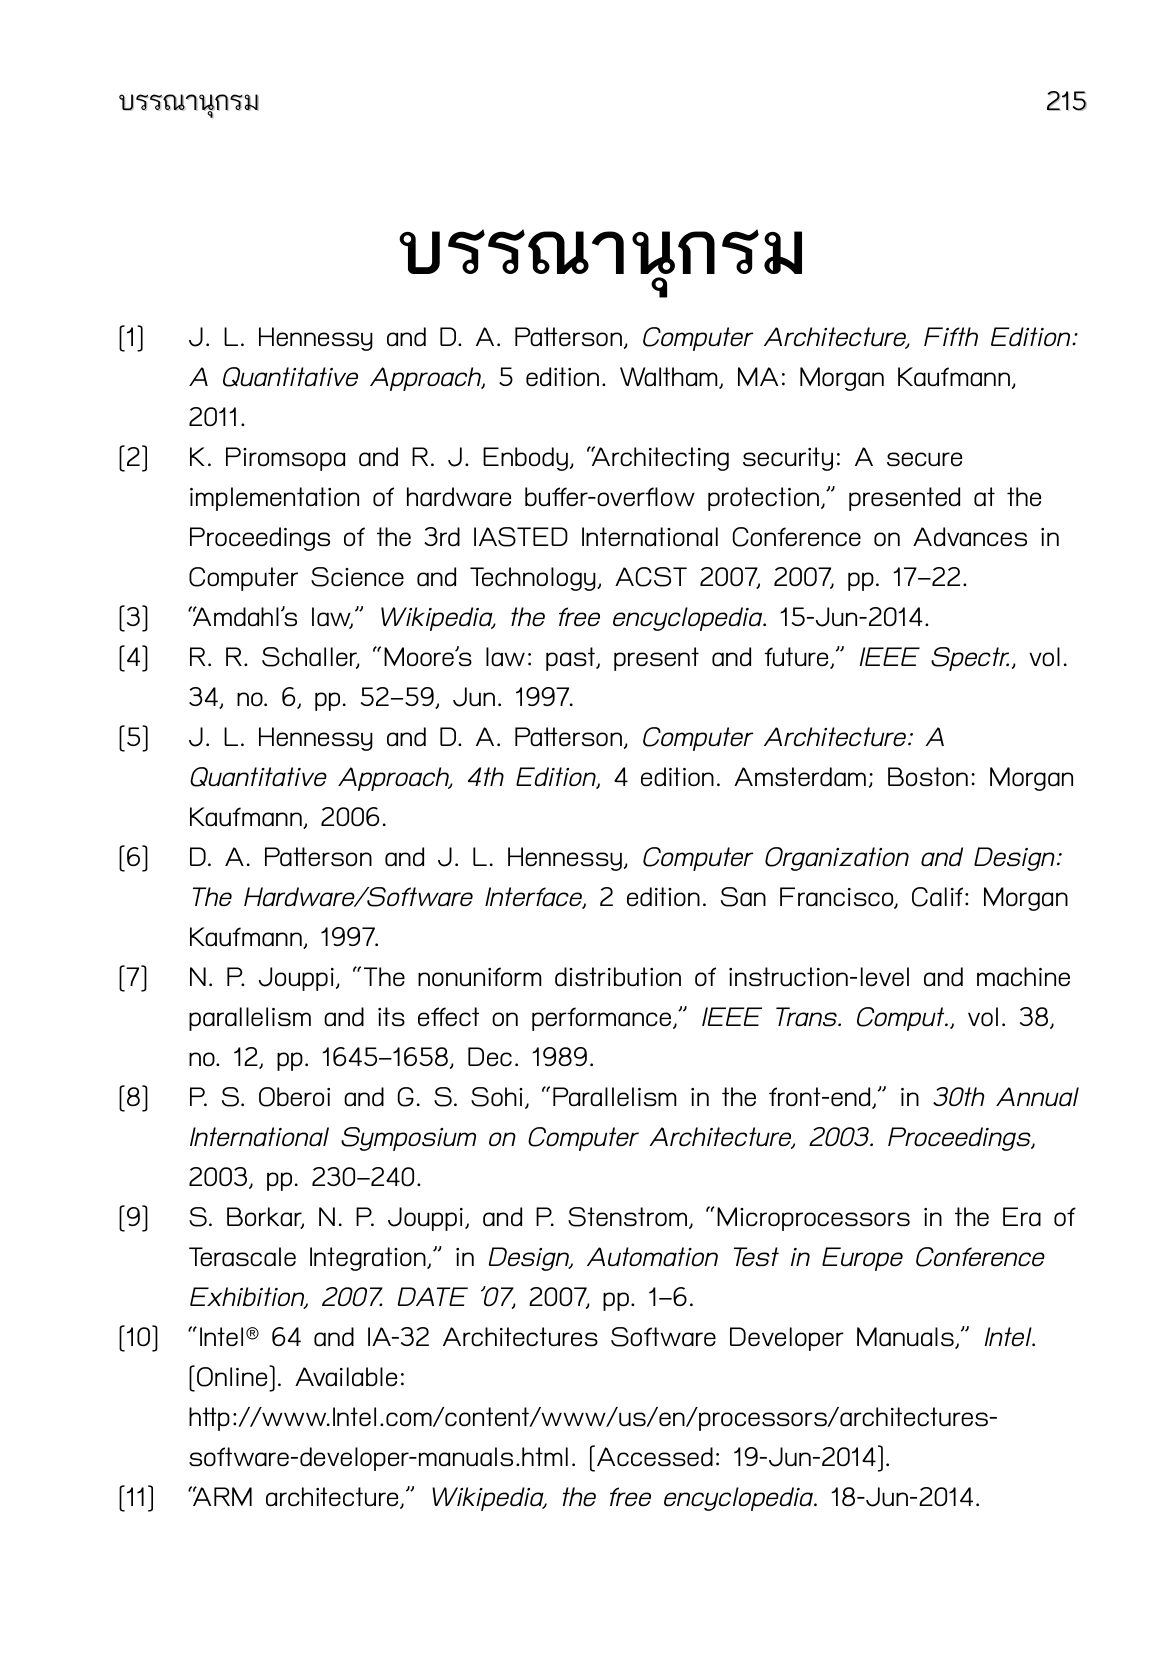 บรรณานุกรม 215
บรรณานุกรม
[1] J. L. Hennessy and D. A. Patterson, Computer Architecture, Fifth Edition:
A Quantitative Approach, 5 edition. Waltham, MA: Morgan Kaufmann,
2011.
[2] K. Piromsopa and R. J. Enbody, “Architecting security: A secure
implementation of hardware buffer-overflow protection,” presented at the
Proceedings of the 3rd IASTED International Conference on Advances in
Computer Science and Technology, ACST 2007, 2007, pp. 17–22.
[3] “Amdahl’s law,” Wikipedia, the free encyclopedia. 15-Jun-2014.
[4] R. R. Schaller, “Moore’s law: past, present and future,” IEEE Spectr., vol.
34, no. 6, pp. 52–59, Jun. 1997.
[5] J. L. Hennessy and D. A. Patterson, Computer Architecture: A
Quantitative Approach, 4th Edition, 4 edition. Amsterdam; Boston: Morgan
Kaufmann, 2006.
[6] D. A. Patterson and J. L. Hennessy, Computer Organization and Design:
The Hardware/Software Interface, 2 edition. San Francisco, Calif: Morgan
Kaufmann, 1997.
[7] N. P. Jouppi, “The nonuniform distribution of instruction-level and machine
parallelism and its effect on performance,” IEEE Trans. Comput., vol. 38,
no. 12, pp. 1645–1658, Dec. 1989.
[8] P. S. Oberoi and G. S. Sohi, “Parallelism in the front-end,” in 30th Annual
International Symposium on Computer Architecture, 2003. Proceedings,
2003, pp. 230–240.
[9] S. Borkar, N. P. Jouppi, and P. Stenstrom, “Microprocessors in the Era of
Terascale Integration,” in Design, Automation Test in Europe Conference
Exhibition, 2007. DATE ’07, 2007, pp. 1–6.
[10] “Intel® 64 and IA-32 Architectures Software Developer Manuals,” Intel.
[Online]. Available:
http://www.Intel.com/content/www/us/en/processors/architectures-
software-developer-manuals.html. [Accessed: 19-Jun-2014].
[11] “ARM architecture,” Wikipedia, the free encyclopedia. 18-Jun-2014.